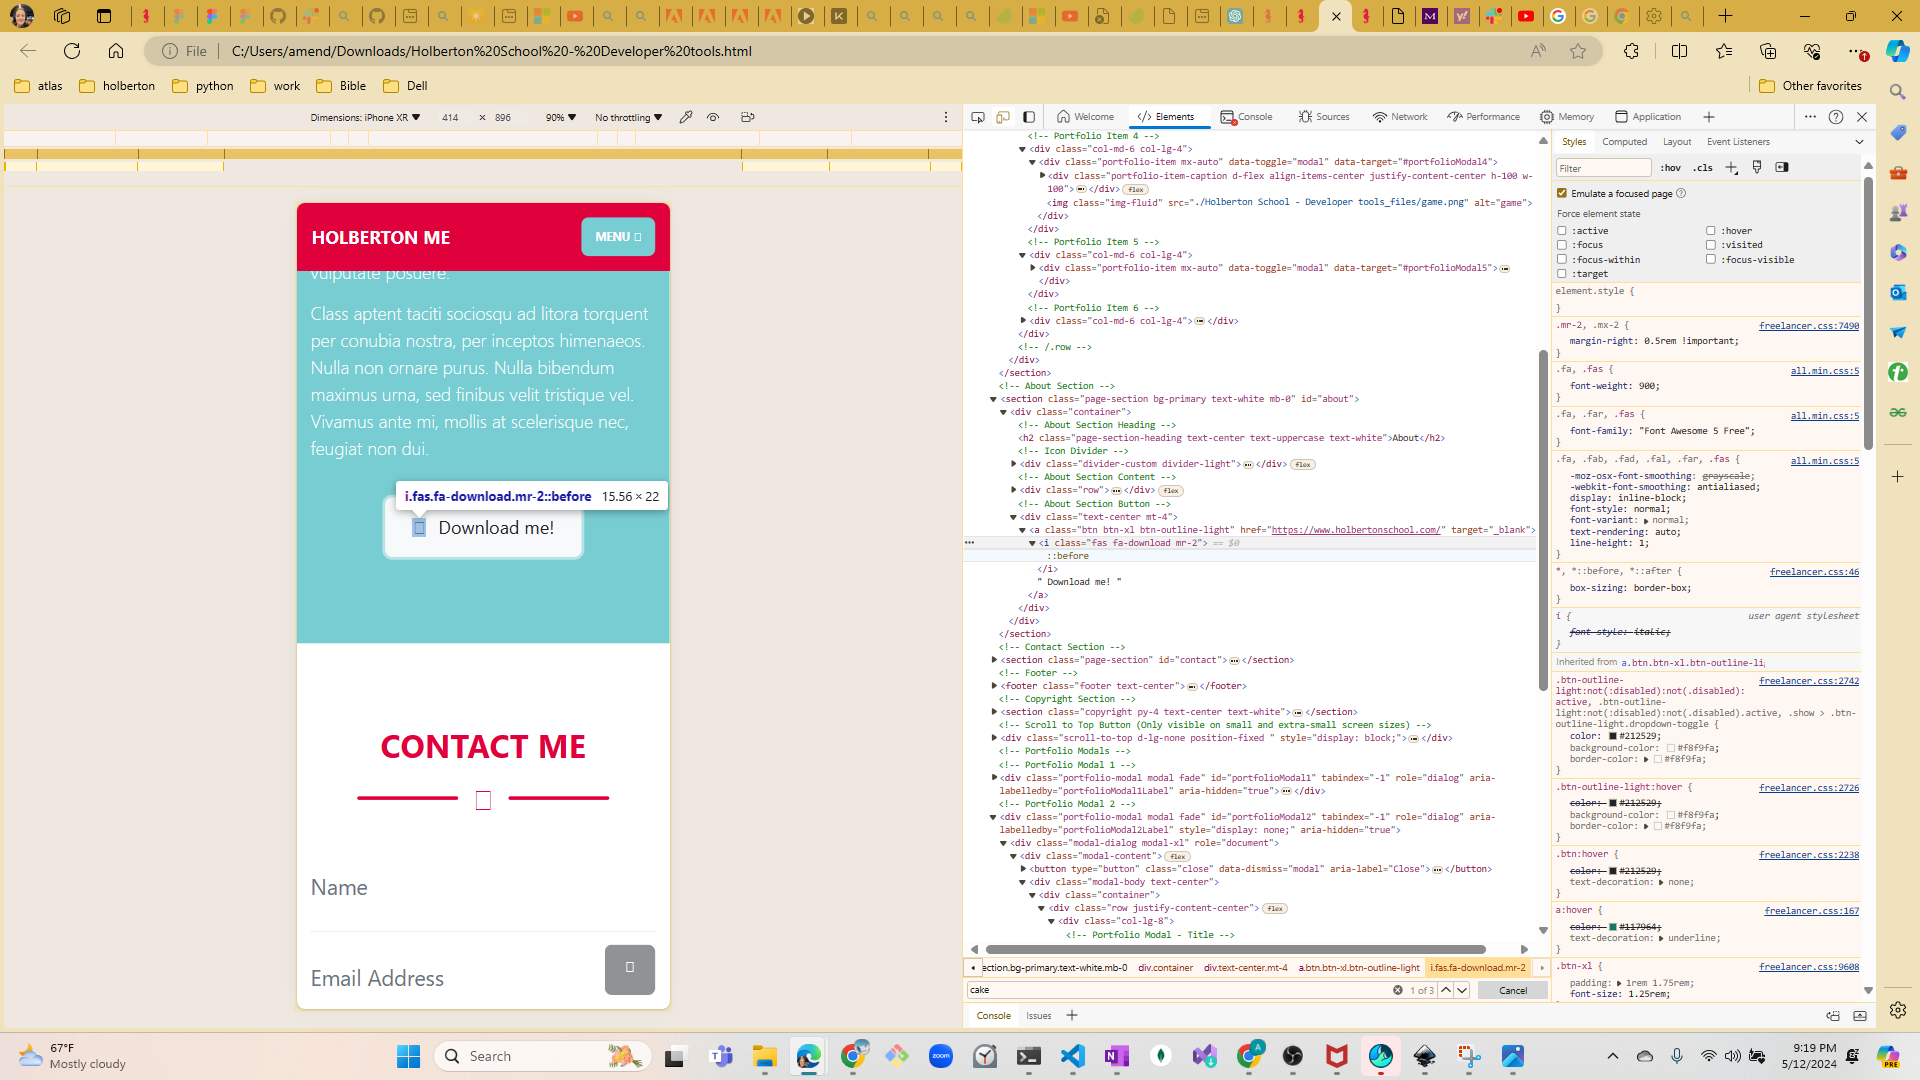 File
C:/Users/amend/Downloads/Holberton%20School%20-%20Developer%20tools.html
atlas
holberton
python
work
Bible
Dell
Other favorites
Dimensions: iPhone XR
414
×
896
90%
No throttling
Welcome
Elements
Console
Sources
Network
Performance
Memory
Application
HOLBERTON ME
MENU
vulputate posuere.
Class aptent taciti sociosqu ad litora torquent
per conubia nostra, per inceptos himenaeos.
Nulla non ornare purus. Nulla bibendum
maximus urna, sed finibus velit tristique vel.
Vivamus ante mi, mollis at scelerisque nec,
feugiat non dui.
i.fas.fa-download.mr-2::before 15.56 × 22
Download me!
CONTACT ME
Name
Email Address
<!-- Portfolio Item 4 -->
<div class="col-md-6 col-lg-4">
<div class="portfolio-item mx-auto" data-toggle="modal" data-target="#portfolioModal4">
<div class="portfolio-item-caption d-flex align-items-center justify-content-center h-100 w-
100">…</div> flex
<img class="img-fluid" src="./Holberton School - Developer tools_files/game.png" alt="game">
</div>
</div>
<!-- Portfolio Item 5 -->
<div class="col-md-6 col-lg-4">
<div class="portfolio-item mx-auto" data-toggle="modal" data-target="#portfolioModal5">…
</div>
</div>
<!-- Portfolio Item 6 -->
<div class="col-md-6 col-lg-4">…</div>
</div>
<!-- /.row -->
</div>
</section>
<!-- About Section -->
<section class="page-section bg-primary text-white mb-0" id="about">
<div class="container">
<!-- About Section Heading -->
<h2 class="page-section-heading text-center text-uppercase text-white">About</h2>
<!-- Icon Divider -->
<div class="divider-custom divider-light">…</div> flex
<!-- About Section Content -->
<div class="row">…</div> flex
<!-- About Section Button -->
<div class="text-center mt-4">
<a class="btn btn-xl btn-outline-light" href="https://www.holbertonschool.com/" target="_blank">
<i class="fas fa-download mr-2"> == $0
::before
</i>
" Download me! "
</a>
</div>
</div>
</section>
<!-- Contact Section -->
<section class="page-section" id="contact">…</section>
<!-- Footer -->
<footer class="footer text-center">…</footer>
<!-- Copyright Section -->
<section class="copyright py-4 text-center text-white">…</section>
<!-- Scroll to Top Button (Only visible on small and extra-small screen sizes) -->
<div class="scroll-to-top d-lg-none position-fixed " style="display: block;">…</div>
<!-- Portfolio Modals -->
<!-- Portfolio Modal 1 -->
<div class="portfolio-modal modal fade" id="portfolioModal1" tabindex="-1" role="dialog" aria-
labelledby="portfolioModal1Label" aria-hidden="true">…</div>
<!-- Portfolio Modal 2 -->
<div class="portfolio-modal modal fade" id="portfolioModal2" tabindex="-1" role="dialog" aria-
labelledby="portfolioModal2Label" style="display: none;" aria-hidden="true">
<div class="modal-dialog modal-xl" role="document">
<div class="modal-content"> flex
<button type="button" class="close" data-dismiss="modal" aria-label="Close">…</button>
<div class="modal-body text-center">
<div class="container">
<div class="row justify-content-center"> flex
<div class="col-lg-8">
<!-- Portfolio Modal - Title -->
ection.bg-primary.text-white.mb-0
div.container
div.text-center.mt-4
a.btn.btn-xl.btn-outline-light
i.fas.fa-download.mr-2
cake
1 of 3
Cancel
Console
Issues
Styles
Computed
Layout
Event Listeners
Filter
:hov
.cls
Emulate a focused page
Force element state
:active
:hover
:focus
:visited
:focus-within
:focus-visible
:target
element.style {
}
.mr-2, .mx-2 { freelancer.css:7490
margin-right: 0.5rem !important;
}
.fa, .fas { all.min.css:5
font-weight: 900;
}
.fa, .far, .fas { all.min.css:5
font-family: "Font Awesome 5 Free";
}
.fa, .fab, .fad, .fal, .far, .fas { all.min.css:5
-moz-osx-font-smoothing: grayscale;
-webkit-font-smoothing: antialiased;
display: inline-block;
font-style: normal;
font-variant: normal;
text-rendering: auto;
line-height: 1;
}
*, *::before, *::after { freelancer.css:46
box-sizing: border-box;
}
i { user agent stylesheet
font-style: italic;
}
Inherited from a.btn.btn-xl.btn-outline-li
.btn-outline- freelancer.css:2742
light:not(:disabled):not(.disabled):
active, .btn-outline-
light:not(:disabled):not(.disabled).active, .show > .btn-
outline-light.dropdown-toggle {
color: #212529;
background-color: #f8f9fa;
border-color: #f8f9fa;
}
.btn-outline-light:hover { freelancer.css:2726
color: #212529;
background-color: #f8f9fa;
border-color: #f8f9fa;
}
.btn:hover { freelancer.css:2238
color: #212529;
text-decoration: none;
}
a:hover { freelancer.css:167
color: #117964;
text-decoration: underline;
}
.btn-xl { freelancer.css:9608
padding: 1rem 1.75rem;
font-size: 1.25rem;
67°F
Mostly cloudy
Search
zoom
9:19 PM
5/12/2024
PRE